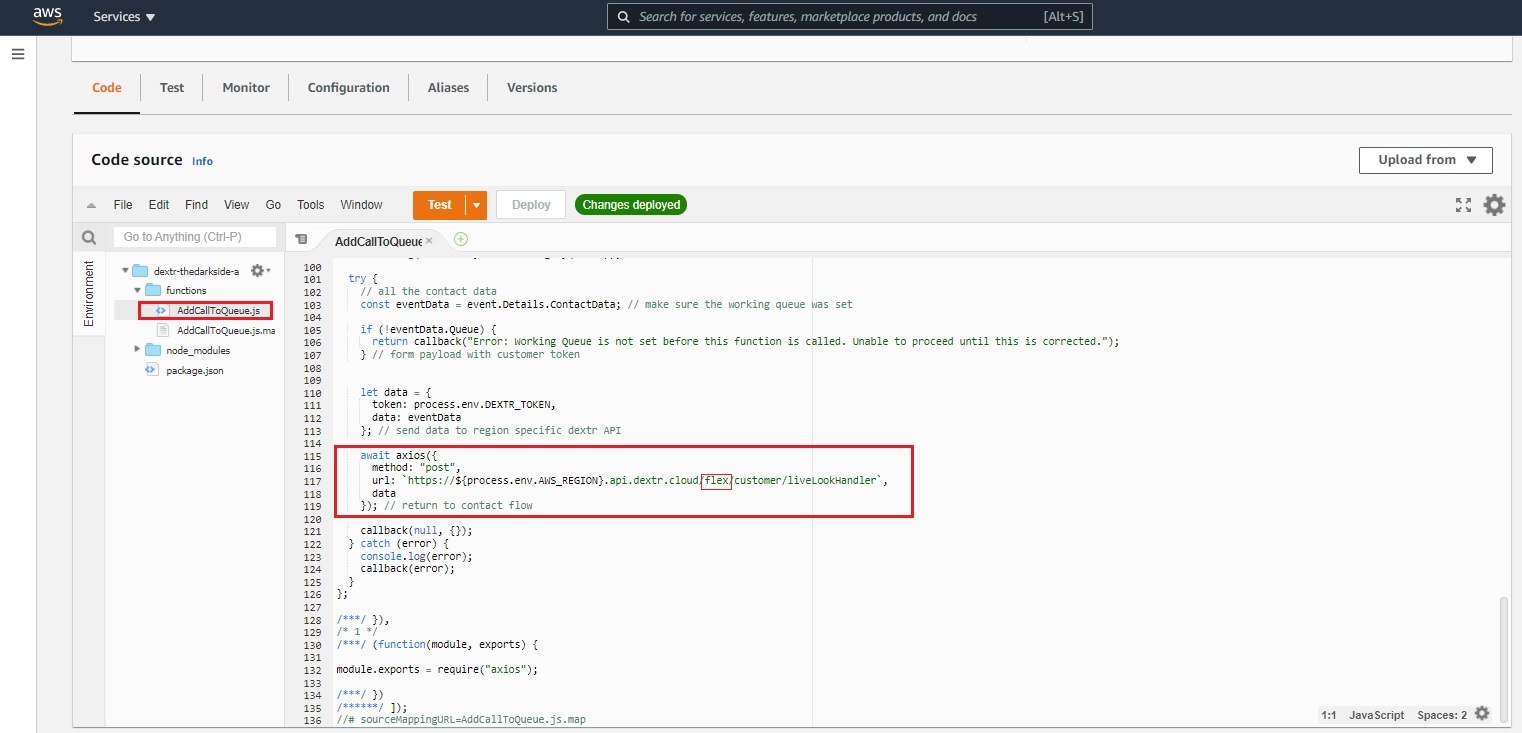 aws
Services
Search for services, features, marketplace products, and docs
[Alt+S]
Code
Test
Monitor
Configuration
Aliases
Versions
Code source
Info
Upload from
File
Edit
Find
View
Go
Tools
Window
Test
Deploy
Changes deployed
Go to Anything (Ctrl-P)
AddCallToQueue
Environment
dextr-thedarkside-a
functions
AddCallToQueue.js
AddCallToQueue.js.ma
node_modules
package.json
100
101 try {
102 // all the contact data
103 const eventData = event.Details.ContactData; // make sure the working queue was set
104
105 if (!eventData.Queue) {
106 return callback("Error: Working Queue is not set before this function is called. Unable to proceed until this is corrected.");
107 } // form payload with customer token
108
109
110 let data = {
111 token: process.env.DEXTR_TOKEN,
112 data: eventData
113 }; // send data to region specific dextr API
114
115 await axios({
116 method: "post",
117 url: `https://${process.env.AWS_REGION}.api.dextr.cloud/flex/customer/liveLookHandler`,
118 data
119 }); // return to contact flow
120
121 callback(null, {});
122 } catch (error) {
123 console.log(error);
124 callback(error);
125 }
126 };
127
128 /***/ }),
129 /* 1 */
130 /***/ (function(module, exports) {
131
132 module.exports = require("axios");
133
134 /***/ })
135 /******/ ]);
136 //# sourceMappingURL=AddCallToQueue.js.map
1:1 JavaScript Spaces: 2